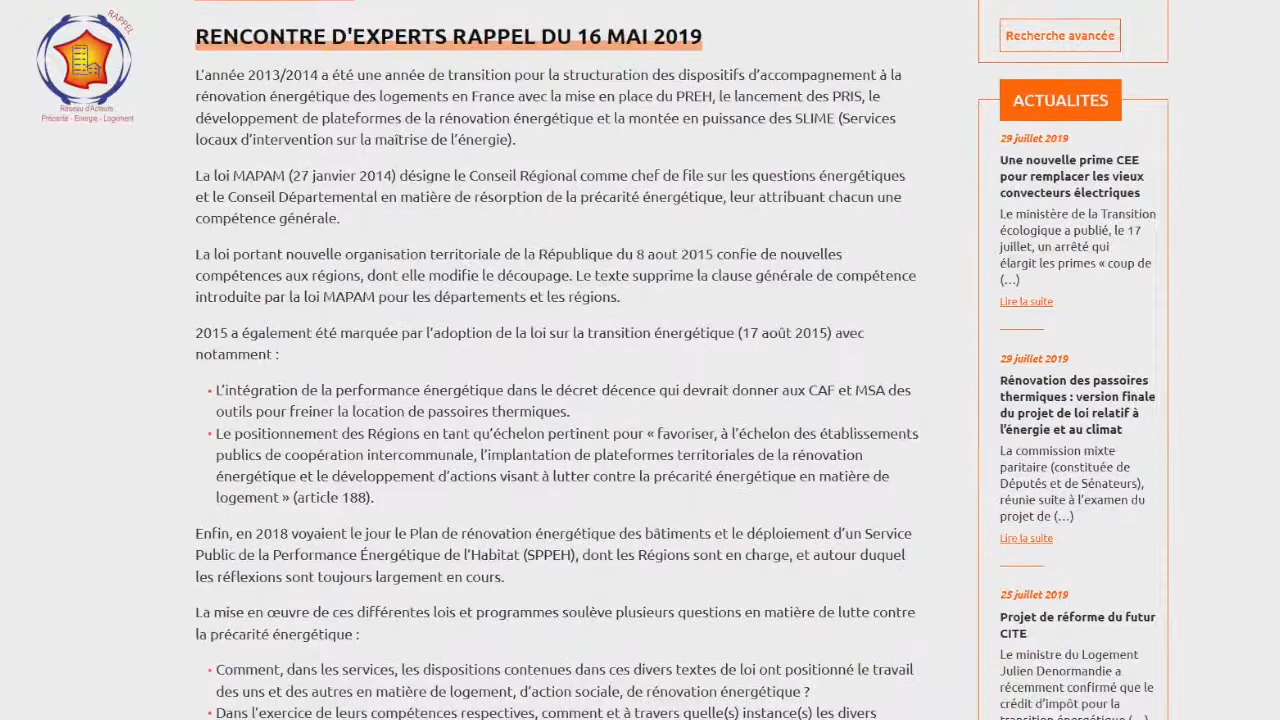 RAPPEL
Réseau d'Acteurs
Précarité - Energie - Logement
RENCONTRE D'EXPERTS RAPPEL DU 16 MAI 2019
L’année 2013/2014 a été une année de transition pour la structuration des dispositifs d’accompagnement à la
rénovation énergétique des logements en France avec la mise en place du PREH, le lancement des PRIS, le
développement de plateformes de la rénovation énergétique et la montée en puissance des SLIME (Services
locaux d’intervention sur la maîtrise de l’énergie).
La loi MAPAM (27 janvier 2014) désigne le Conseil Régional comme chef de file sur les questions énergétiques
et le Conseil Départemental en matière de résorption de la précarité énergétique, leur attribuant chacun une
compétence générale.
La loi portant nouvelle organisation territoriale de la République du 8 aout 2015 confie de nouvelles
compétences aux régions, dont elle modifie le découpage. Le texte supprime la clause générale de compétence
introduite par la loi MAPAM pour les départements et les régions.
2015 a également été marquée par l’adoption de la loi sur la transition énergétique (17 août 2015) avec
notamment :
• L’intégration de la performance énergétique dans le décret décence qui devrait donner aux CAF et MSA des
outils pour freiner la location de passoires thermiques.
• Le positionnement des Régions en tant qu’échelon pertinent pour « favoriser, à l’échelon des établissements
publics de coopération intercommunale, l’implantation de plateformes territoriales de la rénovation
énergétique et le développement d’actions visant à lutter contre la précarité énergétique en matière de
logement » (article 188).
Enfin, en 2018 voyaient le jour le Plan de rénovation énergétique des bâtiments et le déploiement d’un Service
Public de la Performance Énergétique de l’Habitat (SPPEH), dont les Régions sont en charge, et autour duquel
les réflexions sont toujours largement en cours.
La mise en œuvre de ces différentes lois et programmes soulève plusieurs questions en matière de lutte contre
la précarité énergétique :
• Comment, dans les services, les dispositions contenues dans ces divers textes de loi ont positionné le travail
des uns et des outres en matière de logement, d’action sociale, de rénovation énergétique ?
• Dans l’exercice de leurs compétences respectives, comment et à travers quelle(s) instance(s) les divers
Recherche avancée
ACTUALITES
29 juillet 2019
Une nouvelle prime CEE
pour remplacer les vieux
convecteurs électriques
Le ministère de la Transition
écologique a publié, le 17
juillet, un arrêté qui
élargit les primes « coup de
(…)
Lire la suite
29 juillet 2019
Rénovation des passoires
thermiques : version finale
du projet de loi relatif à
l’énergie et au climat
La commission mixte
paritaire (constituée de
Députés et de Sénateurs),
réunie suite à l’examen du
projet de (…)
Lire la suite
25 juillet 2019
Projet de réforme du futur
CITE
Le ministre du Logement
Julien Denormandie a
récemment confirmé que le
crédit d’impôt pour la
transition énergétique (…)